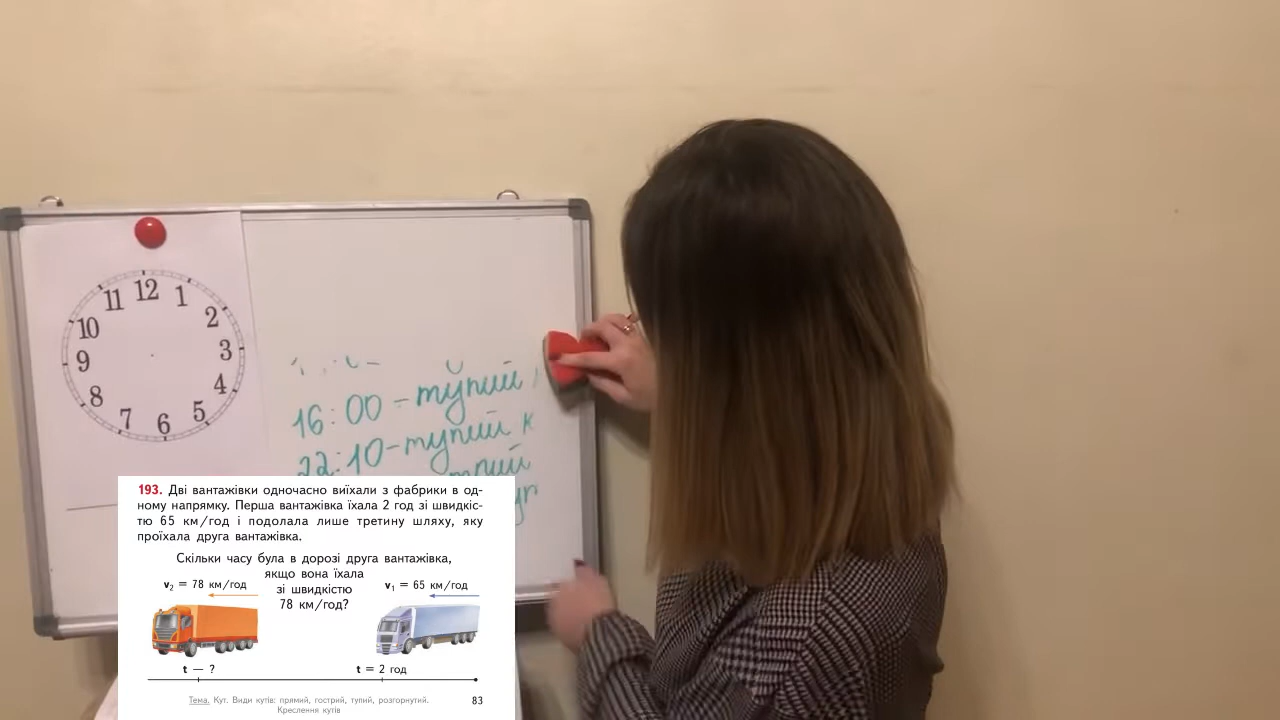 12
11
1
10
2
9
3
8
4
7
5
6
16:00 - тупий
22:10 - тупий к
193. Дві вантажівки одночасно виїхали з фабрики в од-
ному напрямку. Перша вантажівка їхала 2 год зі швидкіс-
тю 65 км/год і подолала лише третину шляху, яку
проїхала друга вантажівка.
Скільки часу була в дорозі друга вантажівка,
якщо вона їхала
зі швидкістю
78 км/год?
v₂ = 78 км/год
v₁ = 65 км/год
t — ?
t = 2 год
Тема. Кут. Види кутів: прямий, гострий, тупий, розгорнутий.
Креслення кутів
83